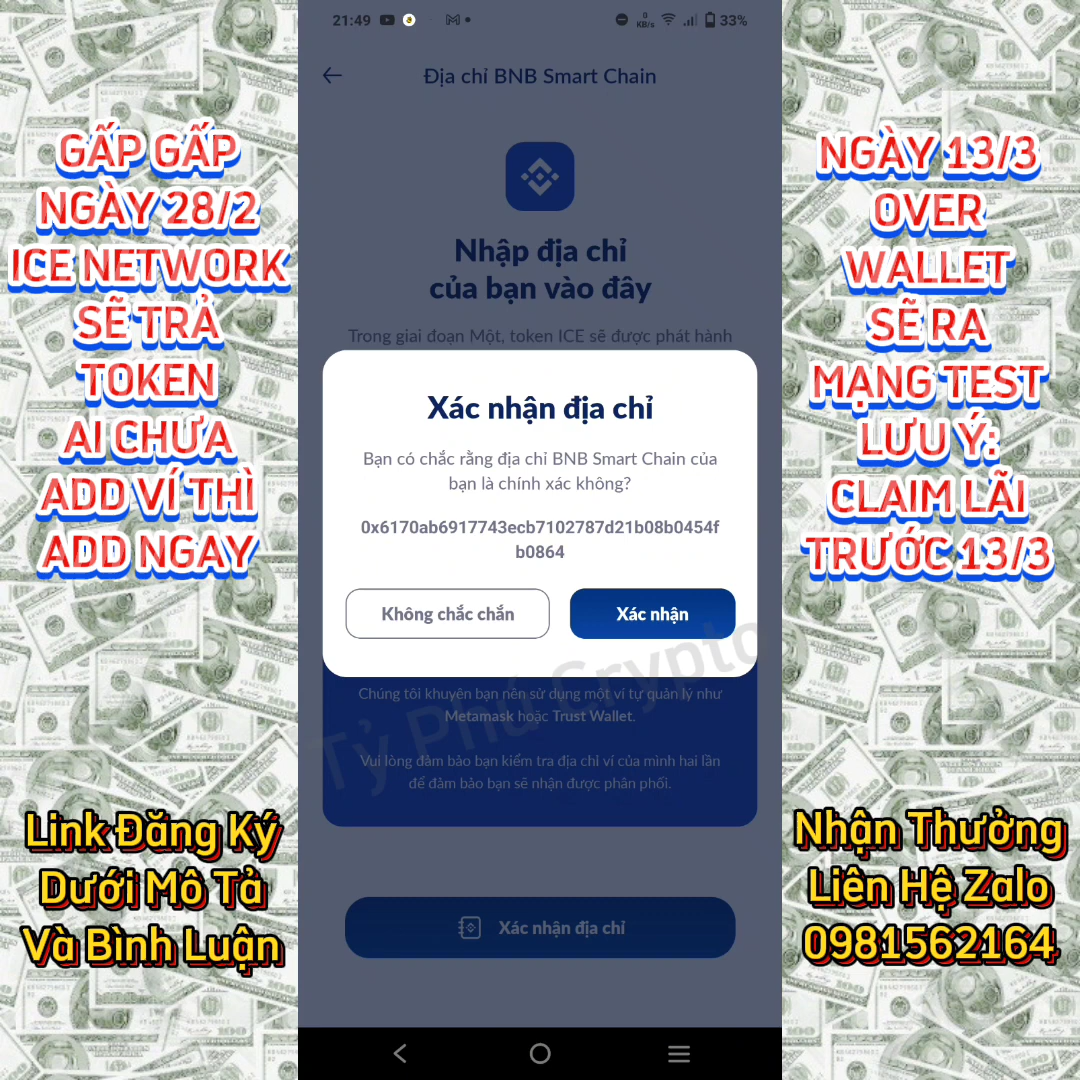 21:49
0
KB/s
33%
Địa chỉ BNB Smart Chain
GẤP GẤP
NGÀY 28/2
ICE NETWORK
SẼ TRẢ
TOKEN
AI CHƯA
ADD VÍ THÌ
ADD NGAY
Nhập địa chỉ
của bạn vào đây
Trong giai đoạn Một, token ICE sẽ được phát hành
Xác nhận địa chỉ
Bạn có chắc rằng địa chỉ BNB Smart Chain của
bạn là chính xác không?
0x6170ab6917743ecb7102787d21b08b0454f
b0864
Không chắc chắn
Xác nhận
Chúng tôi khuyên bạn nên sử dụng một ví tự quản lý như
Metamask hoặc Trust Wallet.
Vui lòng đảm bảo bạn kiểm tra địa chỉ ví của mình hai lần
để đảm bảo bạn sẽ nhận được phân phối.
Tỷ Phú Crypto
Xác nhận địa chỉ
NGÀY 13/3
OVER
WALLET
SẼ RA
MẠNG TEST
LƯU Ý:
CLAIM LÃI
TRƯỚC 13/3
Link Đăng Ký
Dưới Mô Tả
Và Bình Luận
Nhận Thưởng
Liên Hệ Zalo
0981562164